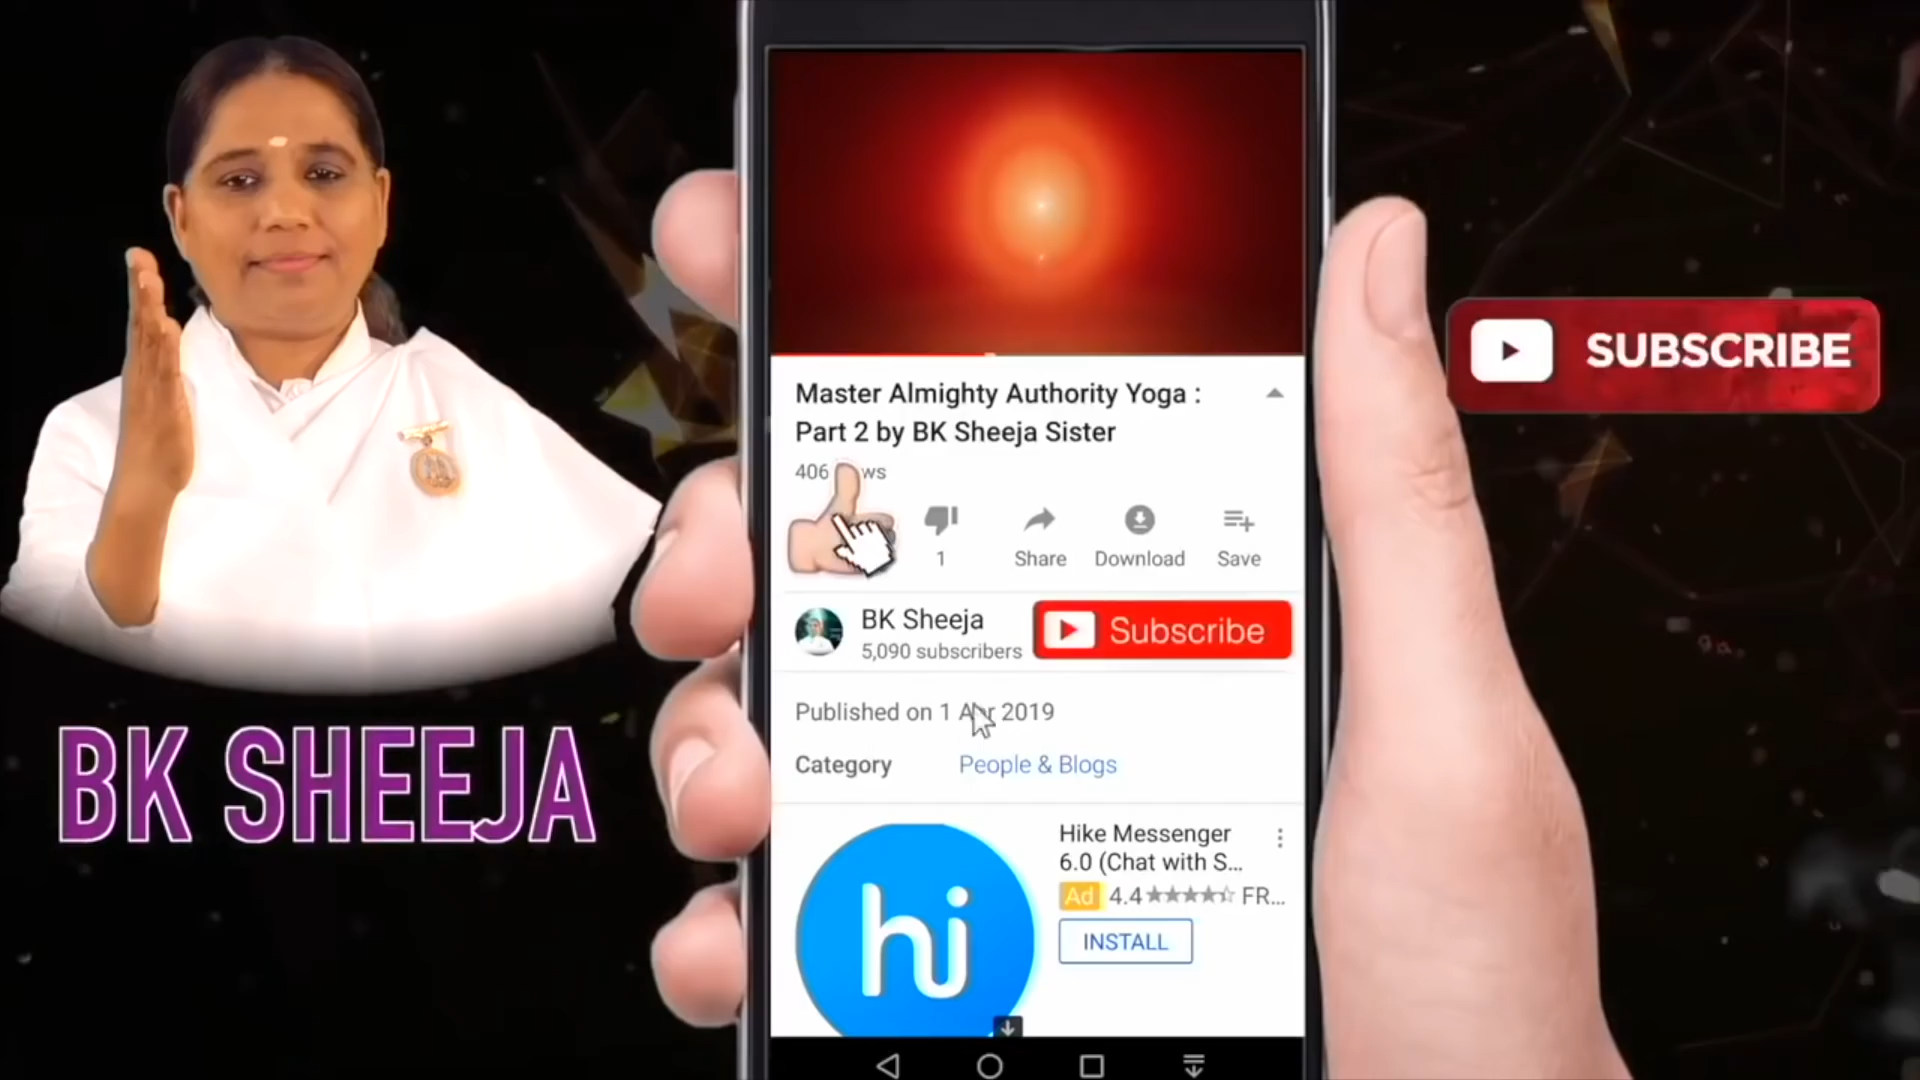 BK SHEEJA
Master Almighty Authority Yoga :
Part 2 by BK Sheeja Sister
406
1
Share
Download
Save
BK Sheeja
5,090 subscribers
Subscribe
Published on 1 Apr 2019
Category
People & Blogs
hi
Hike Messenger
6.0 (Chat with S...
Ad 4.4 FR...
INSTALL
SUBSCRIBE